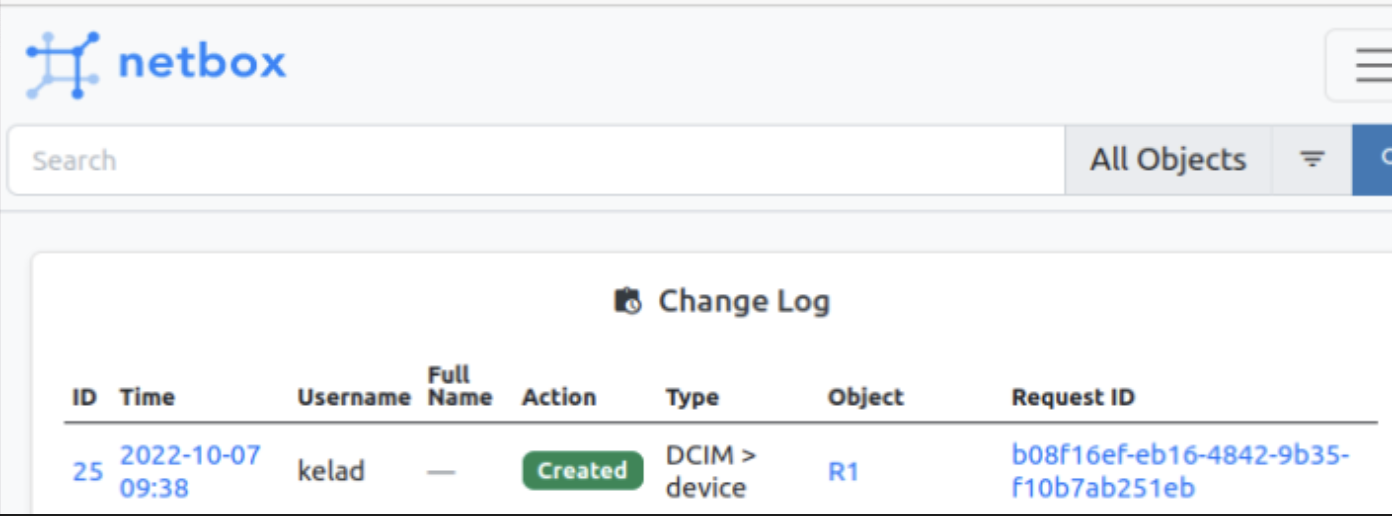 netbox
Search
All Objects
Change Log
ID Time Username Full Name Action Type Object Request ID
25 2022-10-07 09:38 kelad — Created DCIM > device R1 b08f16ef-eb16-4842-9b35-f10b7ab251eb